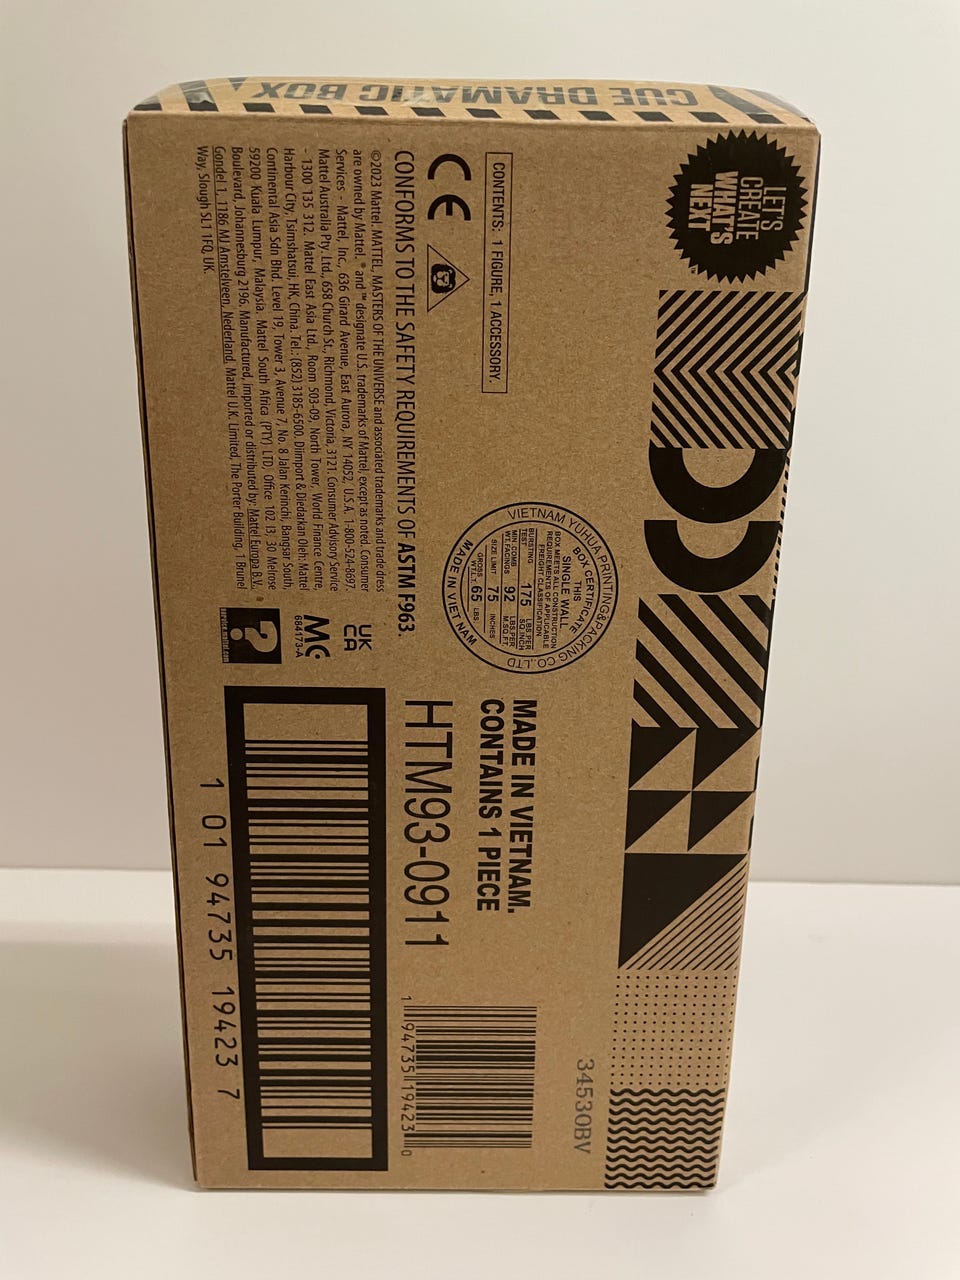 CUE DRAMATIC BOX
LET'S
CREATE
WHAT'S
NEXT
CONTENTS: 1 FIGURE, 1 ACCESSORY.
CE
CONFORMS TO THE SAFETY REQUIREMENTS OF ASTM F963.
©2023 Mattel. MATTEL, MASTERS OF THE UNIVERSE and associated trademarks and trade dress
are owned by Mattel. ® and ™ designate U.S. trademarks of Mattel, except as noted. Consumer
Services - Mattel, Inc., 636 Girard Avenue, East Aurora, NY 14052, U.S.A. 1-800-524-8697.
Mattel Australia Pty. Ltd., 658 Church St., Richmond, Victoria, 3121. Consumer Advisory Service
- 1300 135 312. Mattel East Asia Ltd., Room 503-09, North Tower, World Finance Centre,
Harbour City, Tsimshatsui, HK, China. Tel.: (852) 3185-6500. Diimport & Diedarkan Oleh: Mattel
Continental Asia Sdn Bhd. Level 19, Tower 3, Avenue 7, No. 8 Jalan Kerinchi, Bangsar South,
59200 Kuala Lumpur, Malaysia. Mattel South Africa (PTY) LTD, Office 102 I3, 30 Melrose
Boulevard, Johannesburg 2196. Manufactured, imported or distributed by: Mattel Europa B.V.,
Gondel 1, 1186 MJ Amstelveen, Nederland. Mattel U.K. Limited, The Porter Building, 1 Brunel
Way, Slough SL1 1FQ, UK.
VIETNAM YUHUA PRINTING&PACKING CO.,LTD
BOX CERTIFICATE
THIS
SINGLE WALL
BOX MEETS ALL CONSTRUCTION
REQUIREMENTS OF APPLICABLE
FREIGHT CLASSIFICATION
BURSTING TEST 175 LBS PER SQ.INCH
MIN.COMB WT.FACINGS 92 LBS.PER M.SQ.FT.
SIZE LIMIT 75 INCHES
GROSS WT.LT. 65 LBS.
MADE IN VIET NAM
UK
CA
MC
684173-A
?
service.mattel.com
MADE IN VIETNAM.
CONTAINS 1 PIECE
HTM93-0911
1 94735 19423 0
1 01 94735 19423 7
34530BV